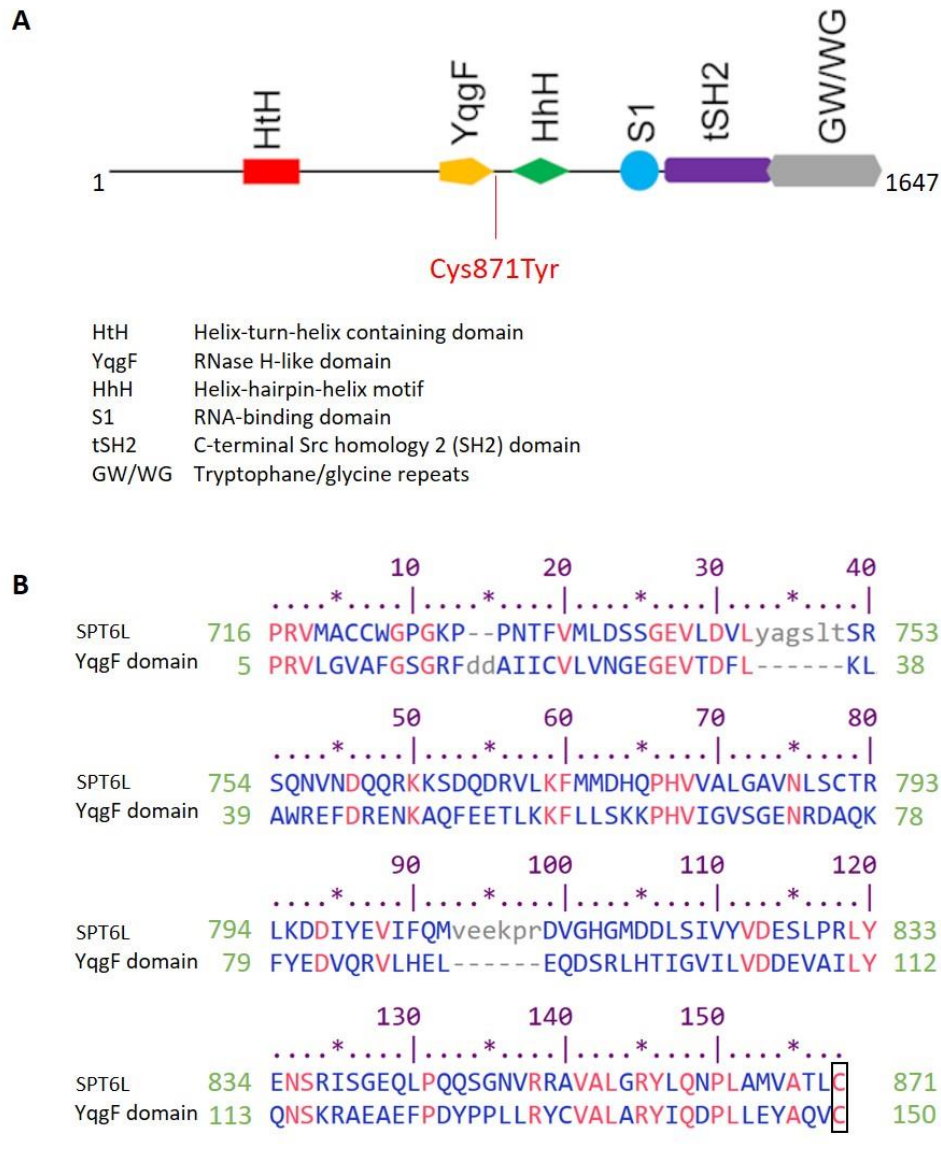 A
HtH YqgF HhH S1 tSH2 GW/WG
1 1647
Cys871Tyr
HtH Helix-turn-helix containing domain
YqgF RNase H-like domain
HhH Helix-hairpin-helix motif
S1 RNA-binding domain
tSH2 C-terminal Src homology 2 (SH2) domain
GW/WG Tryptophane/glycine repeats
B
10 20 30 40
....*....|....*....|....*....|....*....|
SPT6L 716 PRVMACCWGPGKP--PNTFVMLDSSGEVLDVLyagsltSR 753
YqgF domain 5 PRVLGVAFGSGRFddAIICVLVNGEGEVTDFL------KL 38
50 60 70 80
....*....|....*....|....*....|....*....|
SPT6L 754 SQNVNDQQRKKSDQDRVLKFMMDHQPHVVALGAVNLSCTR 793
YqgF domain 39 AWREFDRENKAQFEETLKKFLLSKKPHVIGVSGENRDAQK 78
90 100 110 120
....*....|....*....|....*....|....*....|
SPT6L 794 LKDDIYEVIFQMveekprDVGHGMDDLSIVYVDESLPRLY 833
YqgF domain 79 FYEDVQRVLHEL------EQDSRLHTIGVILVDDEVAILY 112
130 140 150
....*....|....*....|....*....|....*...
SPT6L 834 ENSRISGEQLPQQSGNVRRAVALGRYLQNPLAMVATLC 871
YqgF domain 113 QNSKRAEAEFPDYPPLLRYCVALARYIQDPLLEYAQVC 150